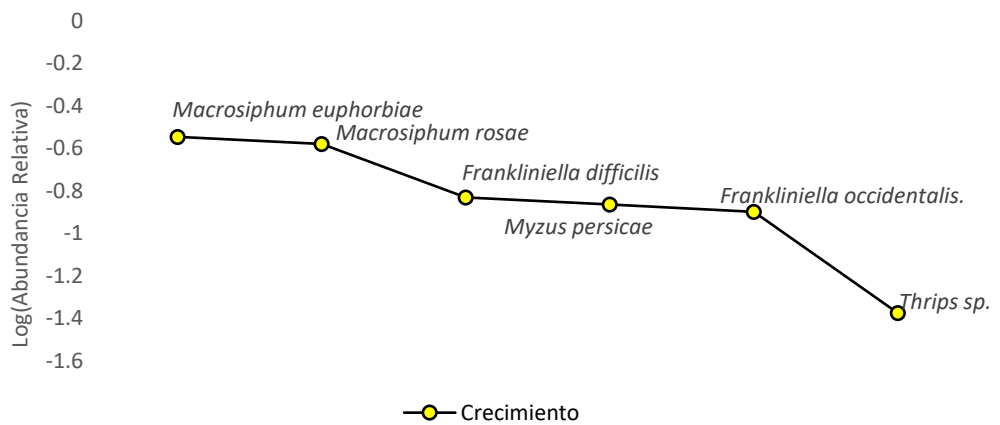 0
-0.2
-0.4
-0.6
-0.8
-1
-1.2
-1.4
-1.6
Log(Abundancia Relativa)
Macrosiphum euphorbiae
Macrosiphum rosae
Frankliniella difficilis
Myzus persicae
Frankliniella occidentalis.
Thrips sp.
Crecimiento